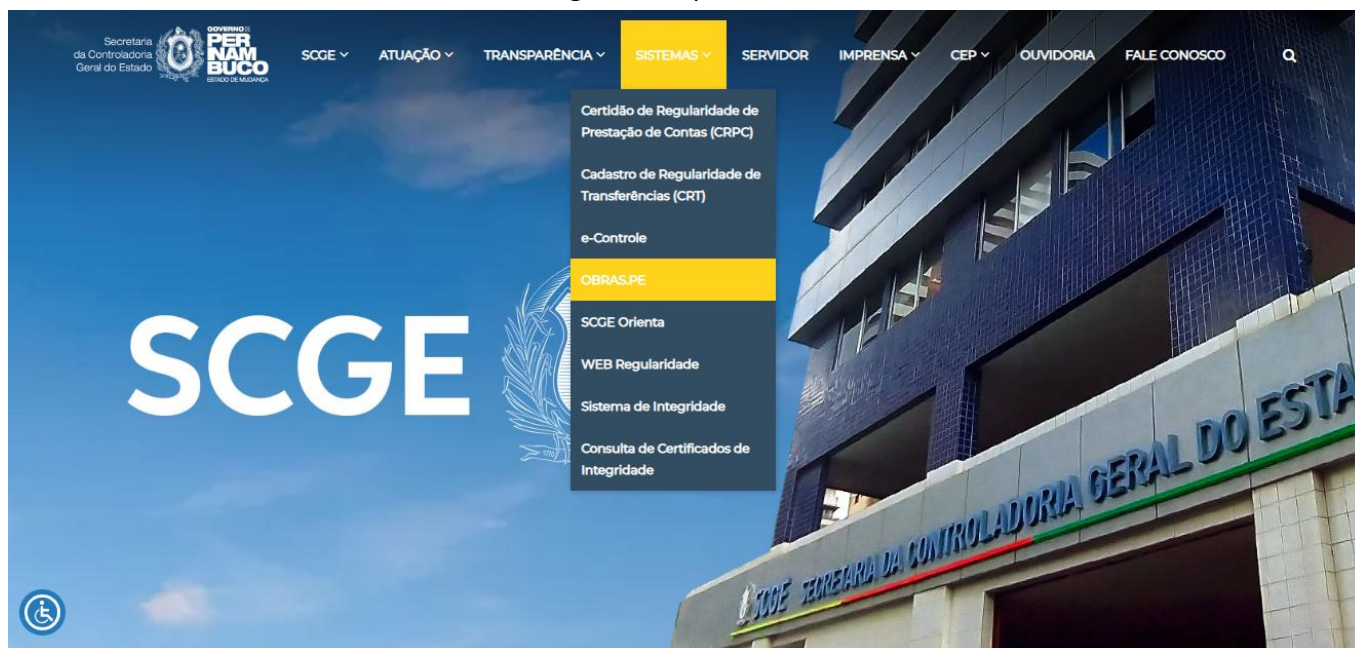 Secretaria
da Controladoria
Geral do Estado
GOVERNO DE
PER
NAM
BUCO
ESTADO DE MUDANÇA
SCGE
ATUAÇÃO
TRANSPARÊNCIA
SISTEMAS
SERVIDOR
IMPRENSA
CEP
OUVIDORIA
FALE CONOSCO
Certidão de Regularidade de
Prestação de Contas (CRPC)
Cadastro de Regularidade de
Transferências (CRT)
e-Controle
OBRAS.PE
SCGE Orienta
WEB Regularidade
Sistema de Integridade
Consulta de Certificados de
Integridade
SCGE
SCGE SECRETARIA DA CONTROLADORIA GERAL DO ESTA